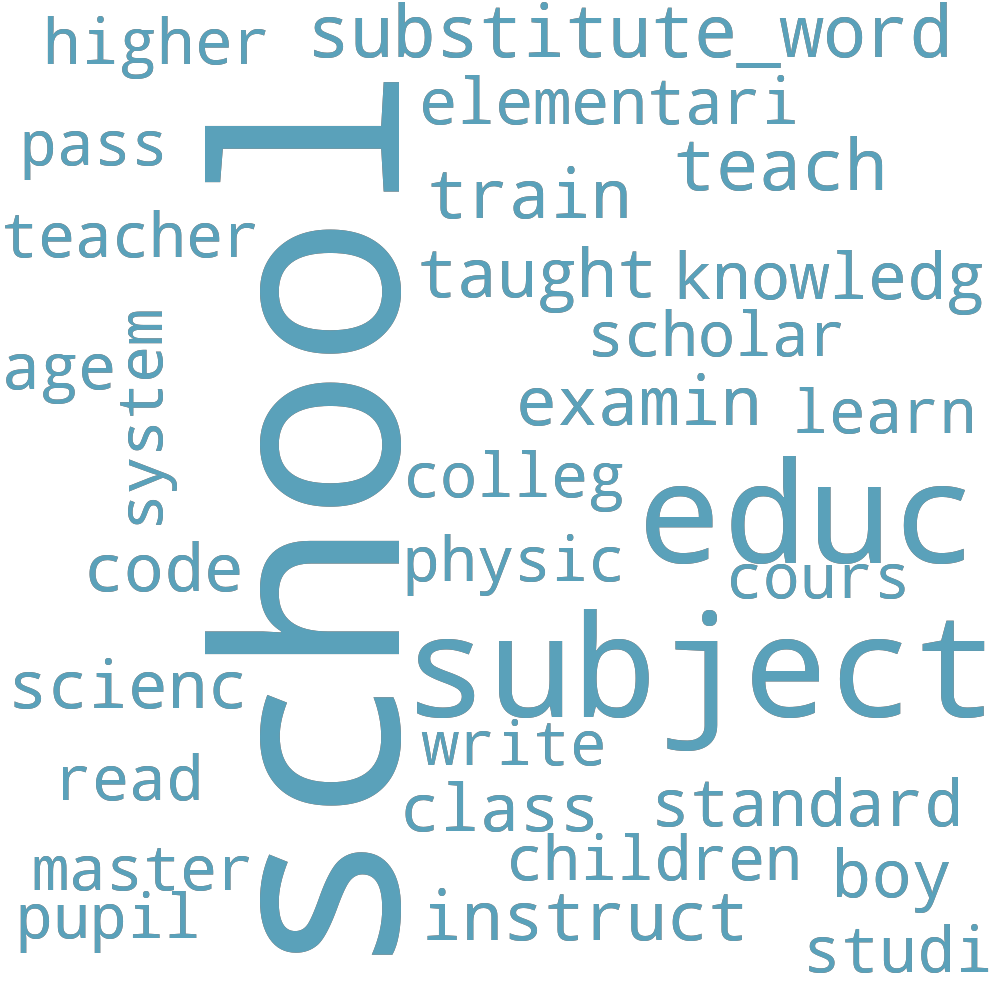 higher
substitute_word
elementari
pass
teach
train
teacher
school
taught
knowledg
scholar
system
age
examin
learn
colleg
educ
physic
code
cours
subject
scienc
write
read
class
standard
children
master
boy
pupil
instruct
studi